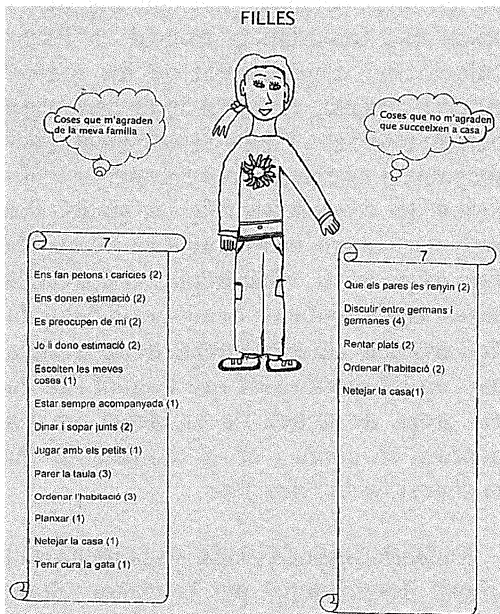 FILLES
Coses que m'agraden
de la meva família
Coses que no m'agraden
que succeeixen a casa
7
Ens fan petons i carícies (2)
Ens donen estimació (2)
Es preocupen de mi (2)
Jo li dono estimació (2)
Escolten les meves
coses (1)
Estar sempre acompanyada (1)
Dinar i sopar junts (2)
Jugar amb els petits (1)
Parer la taula (3)
Ordenar l'habitació (3)
Planxar (1)
Netejar la casa (1)
Tenir cura la gata (1)
7
Que els pares les renyin (2)
Discutir entre germans i
germanes (4)
Rentar plats (2)
Ordenar l'habitació (2)
Netejar la casa(1)